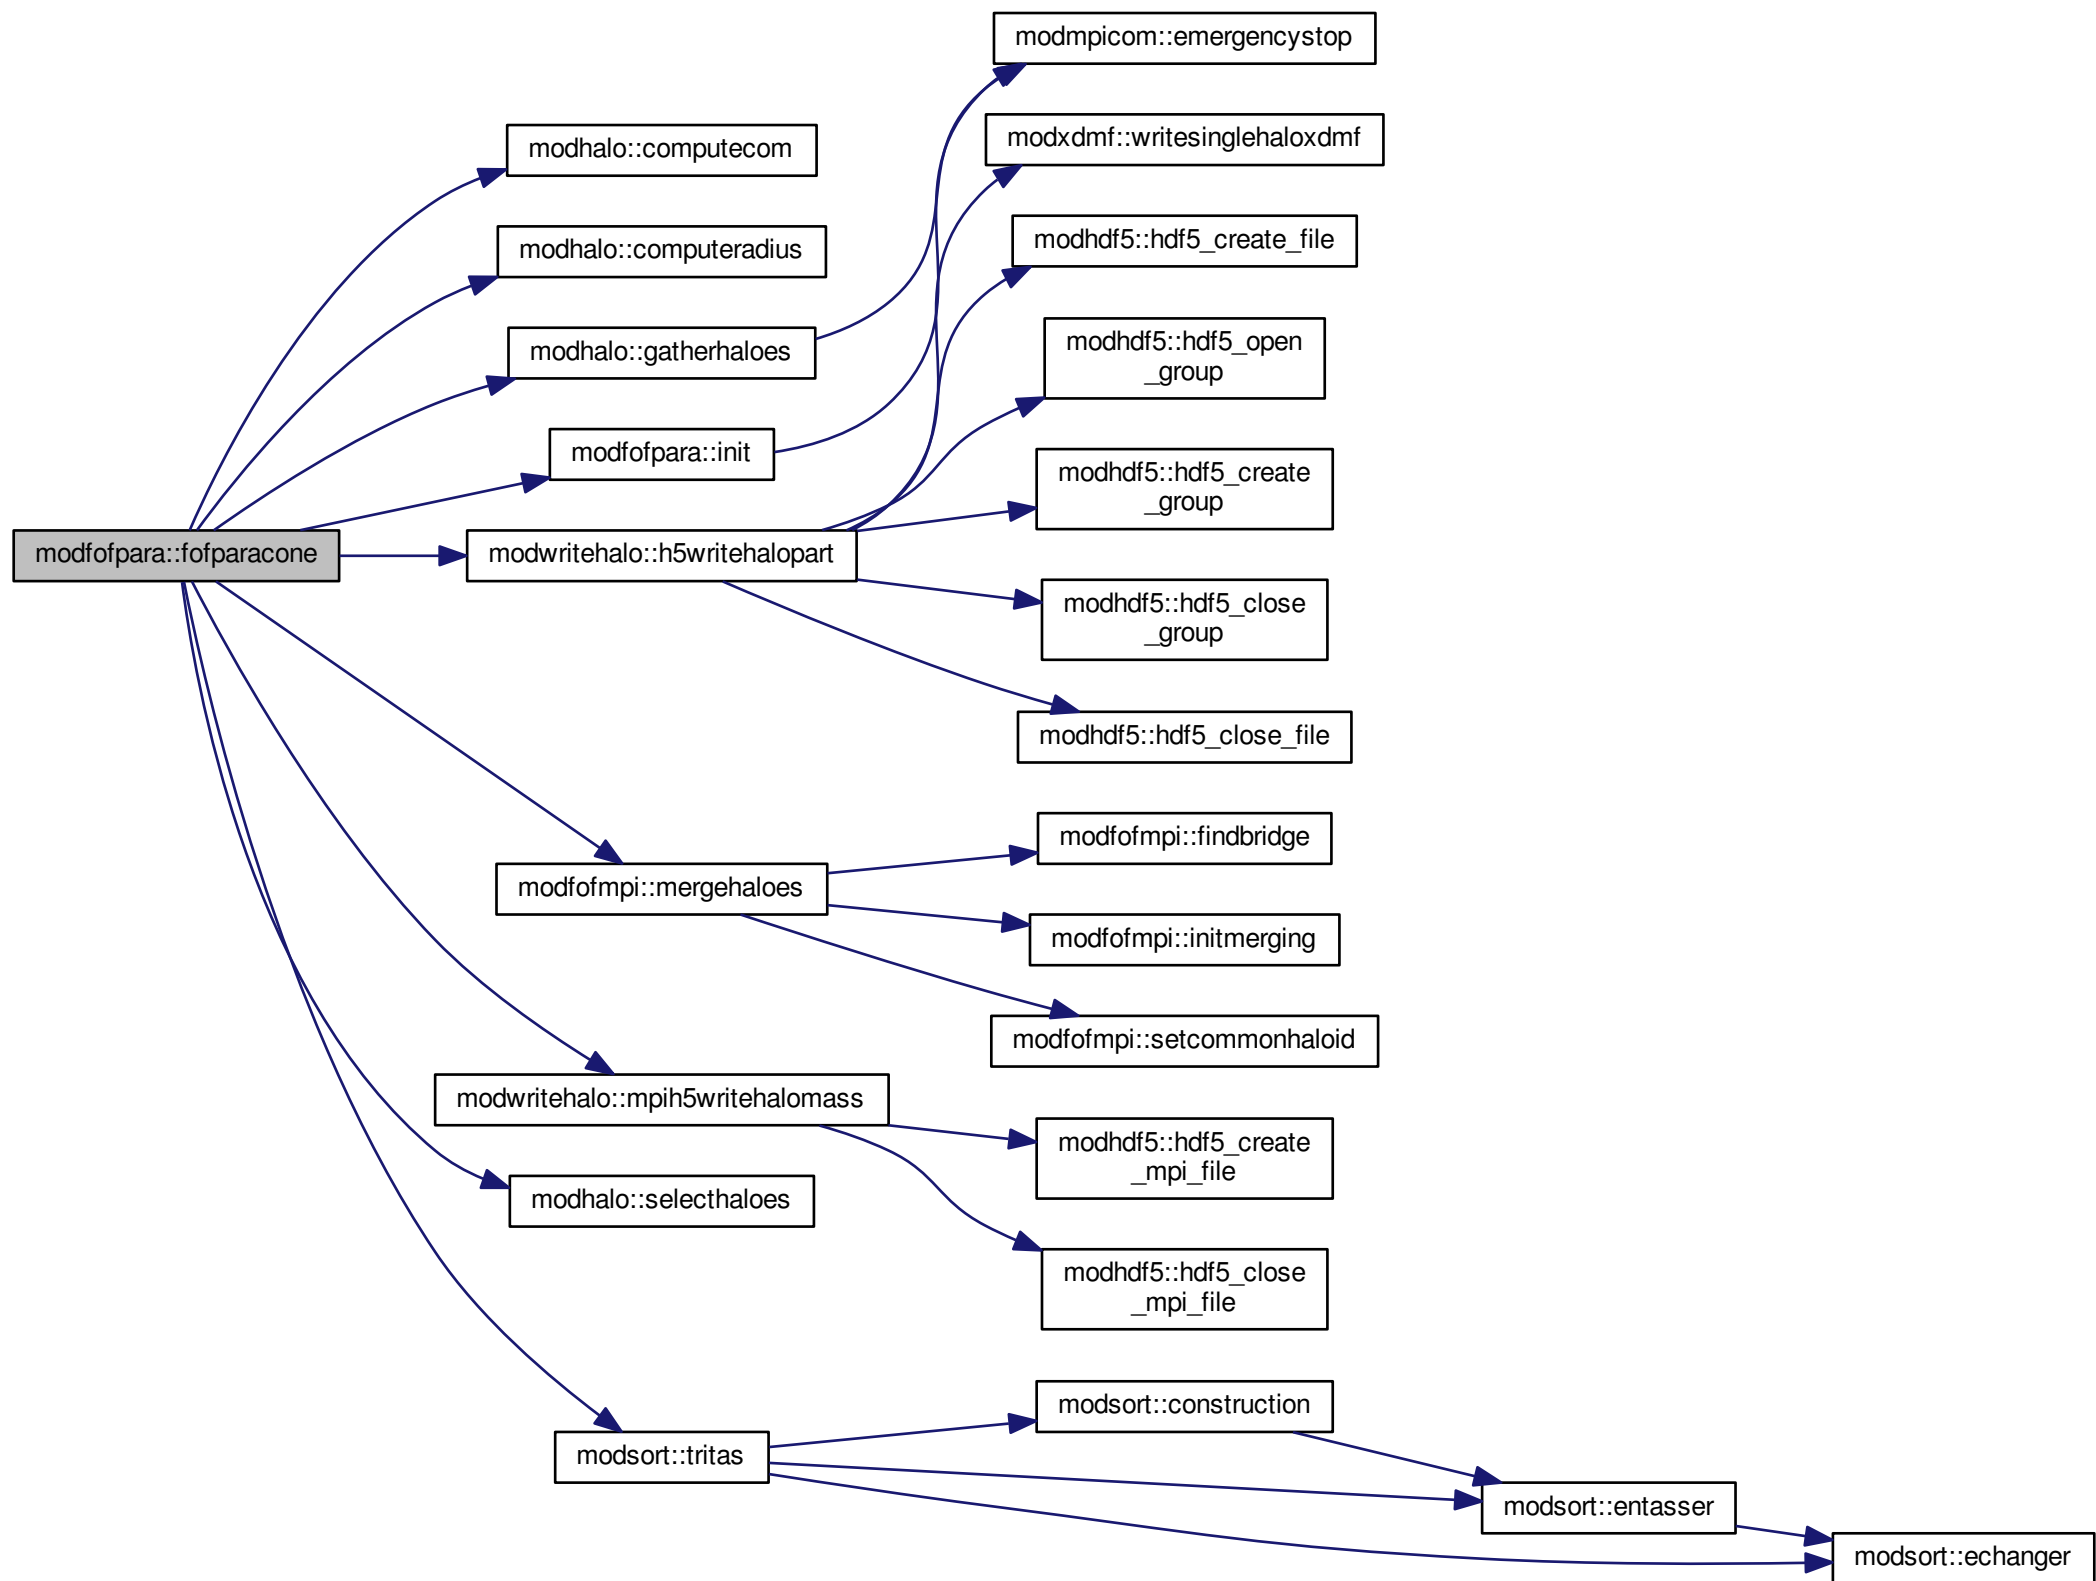 modfofpara::fofparacone
modhalo::computecom
modhalo::computeradius
modhalo::gatherhaloes
modfofpara::init
modwritehalo::h5writehalopart
modfofmpi::mergehaloes
modwritehalo::mpih5writehalomass
modhalo::selecthaloes
modsort::tritas
modmpicom::emergencystop
modxdmf::writesinglehaloxdmf
modhdf5::hdf5_create_file
modhdf5::hdf5_open
_group
modhdf5::hdf5_create
_group
modhdf5::hdf5_close
_group
modhdf5::hdf5_close_file
modfofmpi::findbridge
modfofmpi::initmerging
modfofmpi::setcommonhaloid
modhdf5::hdf5_create
_mpi_file
modhdf5::hdf5_close
_mpi_file
modsort::construction
modsort::entasser
modsort::echanger